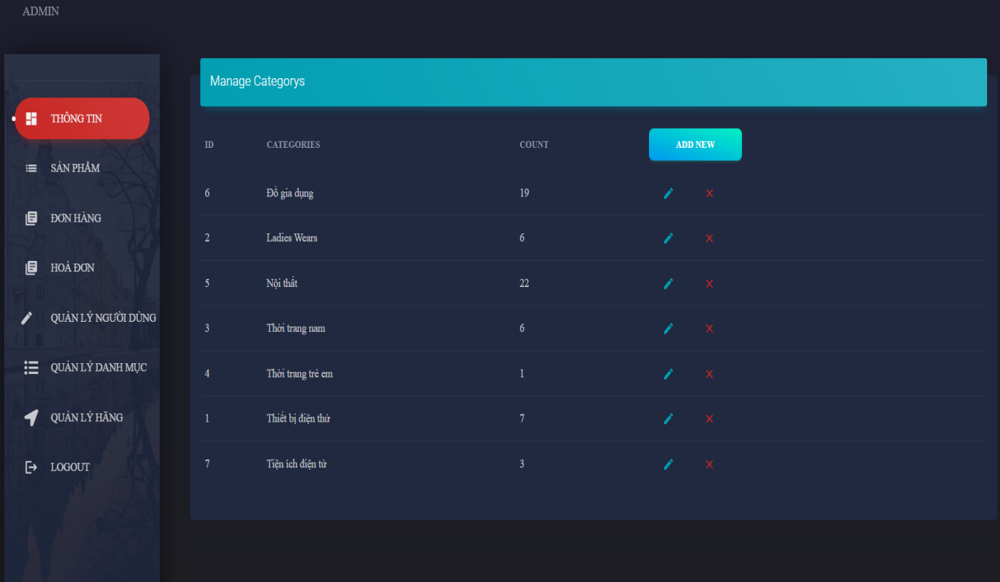 ADMIN
THÔNG TIN
SẢN PHẨM
ĐƠN HÀNG
HOÁ ĐƠN
QUẢN LÝ NGƯỜI DÙNG
QUẢN LÝ DANH MỤC
QUẢN LÝ HÃNG
LOGOUT
Manage Categorys
ID CATEGORIES COUNT ADD NEW
6 Đồ gia dụng 19
2 Ladies Wears 6
5 Nội thất 22
3 Thời trang nam 6
4 Thời trang trẻ em 1
1 Thiết bị điện thử 7
7 Tiện ích điện tử 3